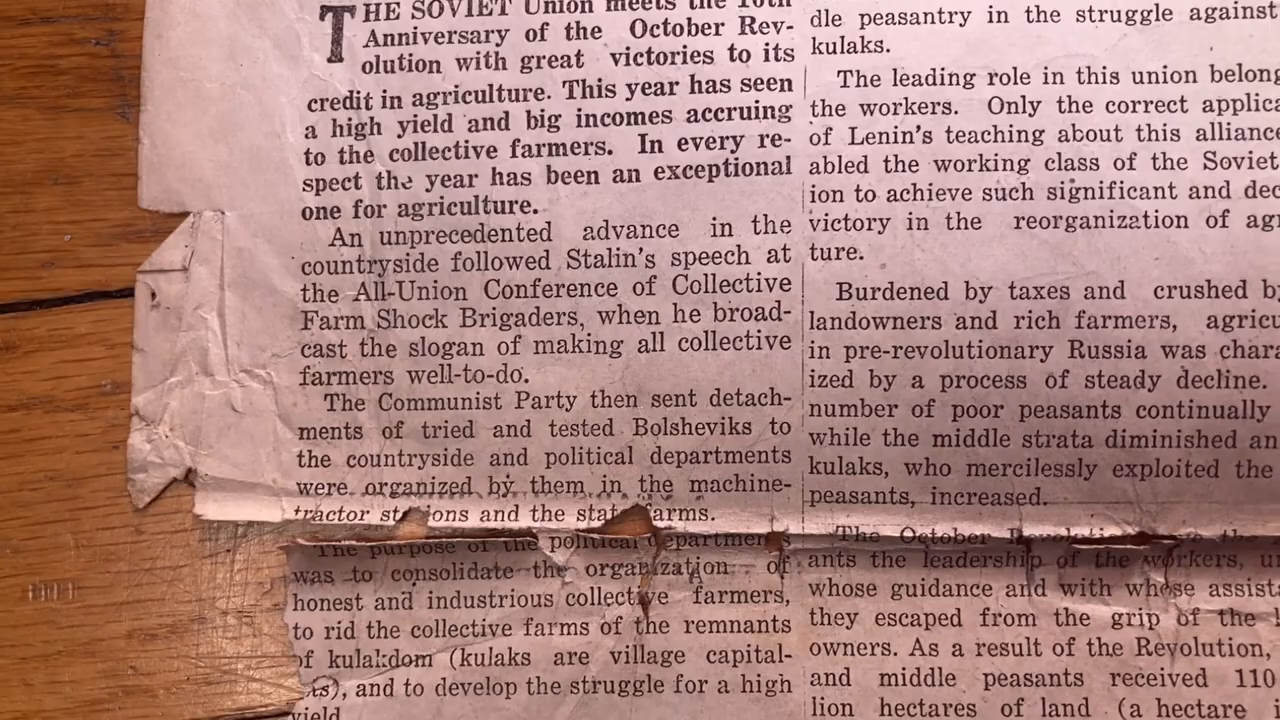 THE SOVIET Union meets the 16th
Anniversary of the October Rev-
olution with great victories to its
credit in agriculture. This year has seen
a high yield and big incomes accruing
to the collective farmers. In every re-
spect the year has been an exceptional
one for agriculture.
An unprecedented advance in the
countryside followed Stalin's speech at
the All-Union Conference of Collective
Farm Shock Brigaders, when he broad-
cast the slogan of making all collective
farmers well-to-do.
The Communist Party then sent detach-
ments of tried and tested Bolsheviks to
the countryside and political departments
were organized by them in the machine-
tractor stations and the state farms.
The purpose of the political departments
was to consolidate the organization of
honest and industrious collective farmers,
to rid the collective farms of the remnants
of kulakdom (kulaks are village capital-
ists), and to develop the struggle for a high
yield
dle peasantry in the struggle against
kulaks.
The leading role in this union belong
the workers. Only the correct applica
of Lenin's teaching about this alliance
abled the working class of the Soviet
ion to achieve such significant and dec
victory in the reorganization of agr
ture.
Burdened by taxes and crushed by
landowners and rich farmers, agricu
in pre-revolutionary Russia was chara
ized by a process of steady decline.
number of poor peasants continually
while the middle strata diminished an
kulaks, who mercilessly exploited the
peasants, increased.
The October Revolution the
ants the leadership of the workers, u
whose guidance and with whose assist
they escaped from the grip of the
owners. As a result of the Revolution,
and middle peasants received 110
lion hectares of land (a hectare i